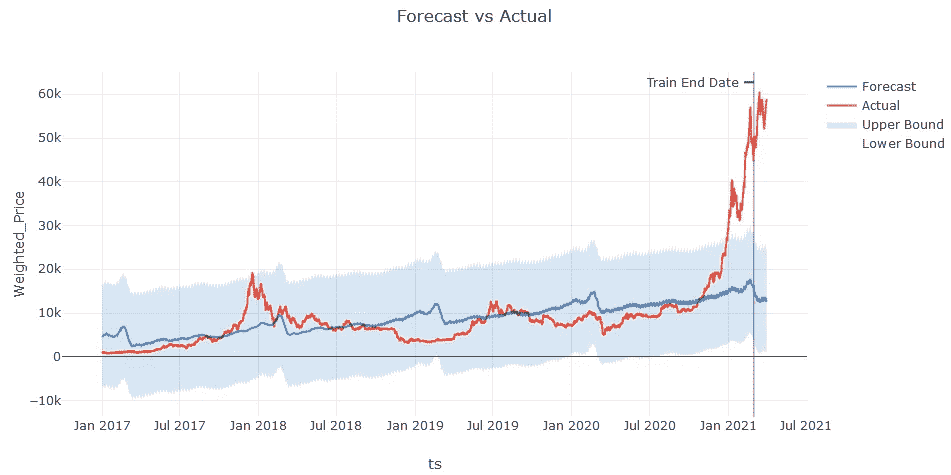 Forecast vs Actual
Train End Date
Forecast
Actual
Upper Bound
Lower Bound
60k
50k
40k
30k
20k
10k
0
−10k
Weighted_Price
Jan 2017 Jul 2017 Jan 2018 Jul 2018 Jan 2019 Jul 2019 Jan 2020 Jul 2020 Jan 2021 Jul 2021
ts